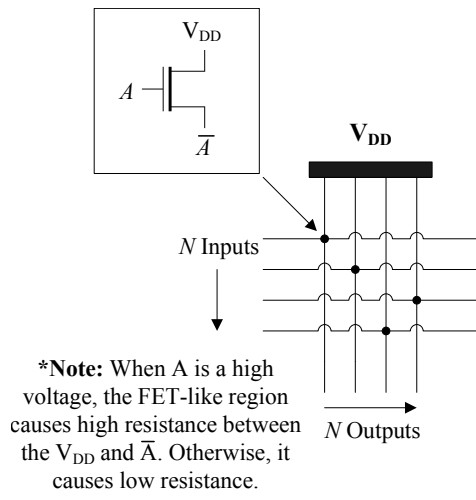 V_DD
A
A̅
V_DD
N Inputs
*Note: When A is a high
voltage, the FET-like region
causes high resistance between
the V_DD and A̅. Otherwise, it
causes low resistance.
N Outputs